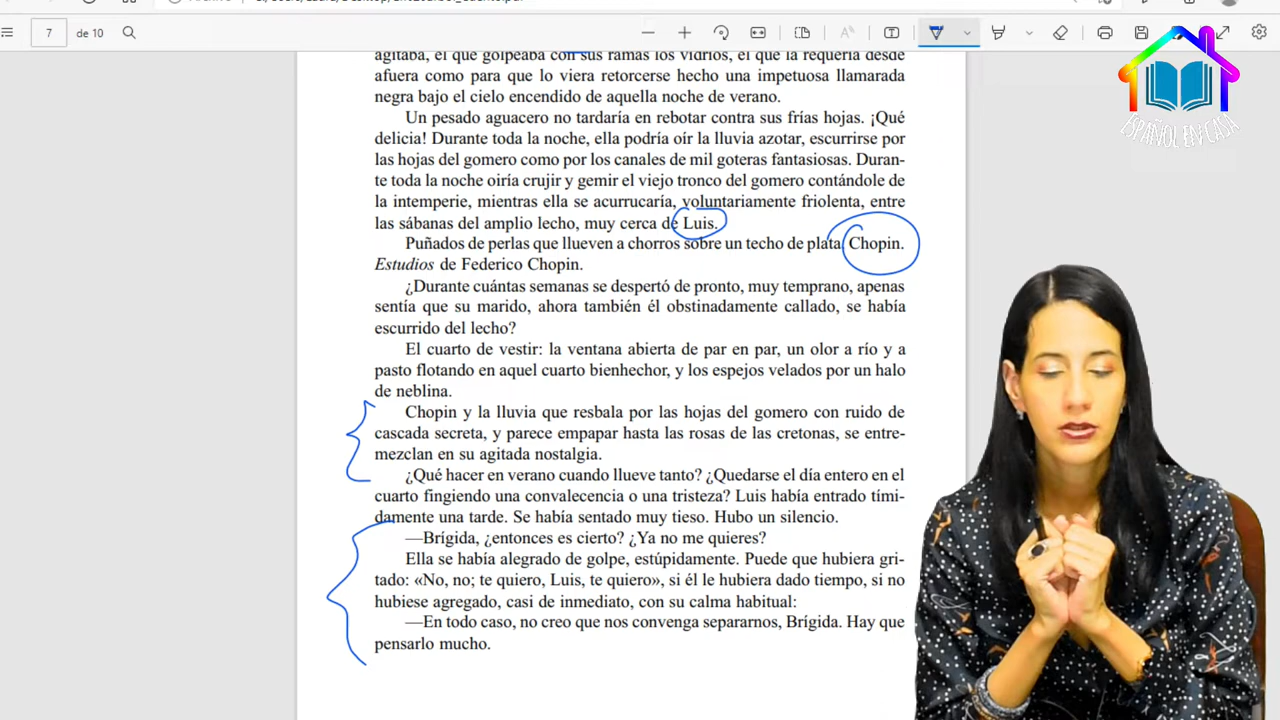 7 de 10
agitaba, el que golpeaba con sus ramas los vidrios, el que la requería desde
afuera como para que lo viera retorcerse hecho una impetuosa llamarada
negra bajo el cielo encendido de aquella noche de verano.
Un pesado aguacero no tardaría en rebotar contra sus frías hojas. ¡Qué
delicia! Durante toda la noche, ella podría oír la lluvia azotar, escurrirse por
las hojas del gomero como por los canales de mil goteras fantasiosas. Duran-
te toda la noche oiría crujir y gemir el viejo tronco del gomero contándole de
la intemperie, mientras ella se acurrucaría, voluntariamente friolenta, entre
las sábanas del amplio lecho, muy cerca de Luis.
Puñados de perlas que llueven a chorros sobre un techo de plata. Chopin.
Estudios de Federico Chopin.
¿Durante cuántas semanas se despertó de pronto, muy temprano, apenas
sentía que su marido, ahora también él obstinadamente callado, se había
escurrido del lecho?
El cuarto de vestir: la ventana abierta de par en par, un olor a río y a
pasto flotando en aquel cuarto bienhechor, y los espejos velados por un halo
de neblina.
Chopin y la lluvia que resbala por las hojas del gomero con ruido de
cascada secreta, y parece empapar hasta las rosas de las cretonas, se entre-
mezclan en su agitada nostalgia.
¿Qué hacer en verano cuando llueve tanto? ¿Quedarse el día entero en el
cuarto fingiendo una convalecencia o una tristeza? Luis había entrado tími-
damente una tarde. Se había sentado muy tieso. Hubo un silencio.
—Brígida, ¿entonces es cierto? ¿Ya no me quieres?
Ella se había alegrado de golpe, estúpidamente. Puede que hubiera gri-
tado: «No, no; te quiero, Luis, te quiero», si él le hubiera dado tiempo, si no
hubiese agregado, casi de inmediato, con su calma habitual:
—En todo caso, no creo que nos convenga separarnos, Brígida. Hay que
pensarlo mucho.
ESPAÑOL EN CASA